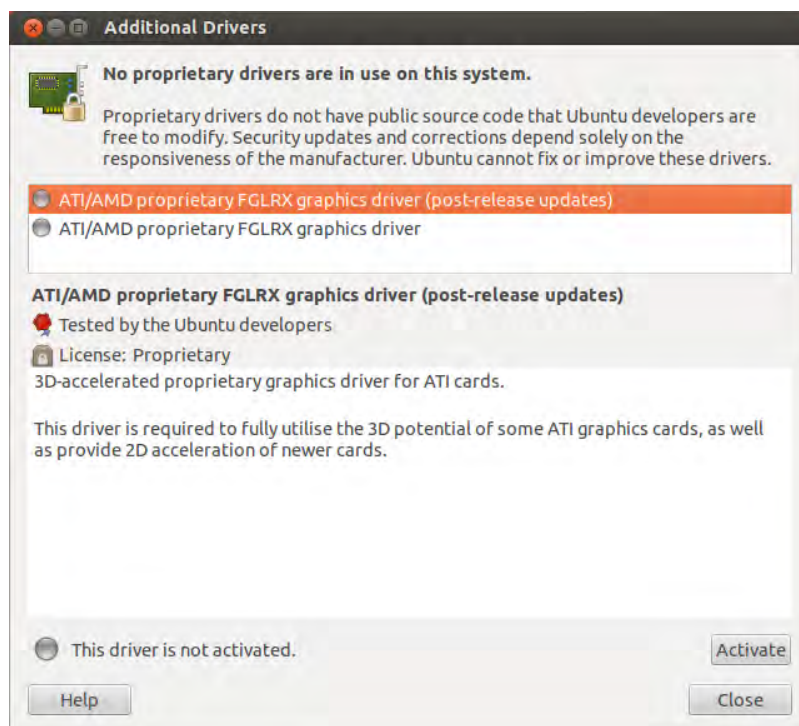 Additional Drivers
No proprietary drivers are in use on this system.
Proprietary drivers do not have public source code that Ubuntu developers are
free to modify. Security updates and corrections depend solely on the
responsiveness of the manufacturer. Ubuntu cannot fix or improve these drivers.
ATI/AMD proprietary FGLRX graphics driver (post-release updates)
ATI/AMD proprietary FGLRX graphics driver
ATI/AMD proprietary FGLRX graphics driver (post-release updates)
Tested by the Ubuntu developers
License: Proprietary
3D-accelerated proprietary graphics driver for ATI cards.
This driver is required to fully utilise the 3D potential of some ATI graphics cards, as well
as provide 2D acceleration of newer cards.
This driver is not activated.
Activate
Help
Close